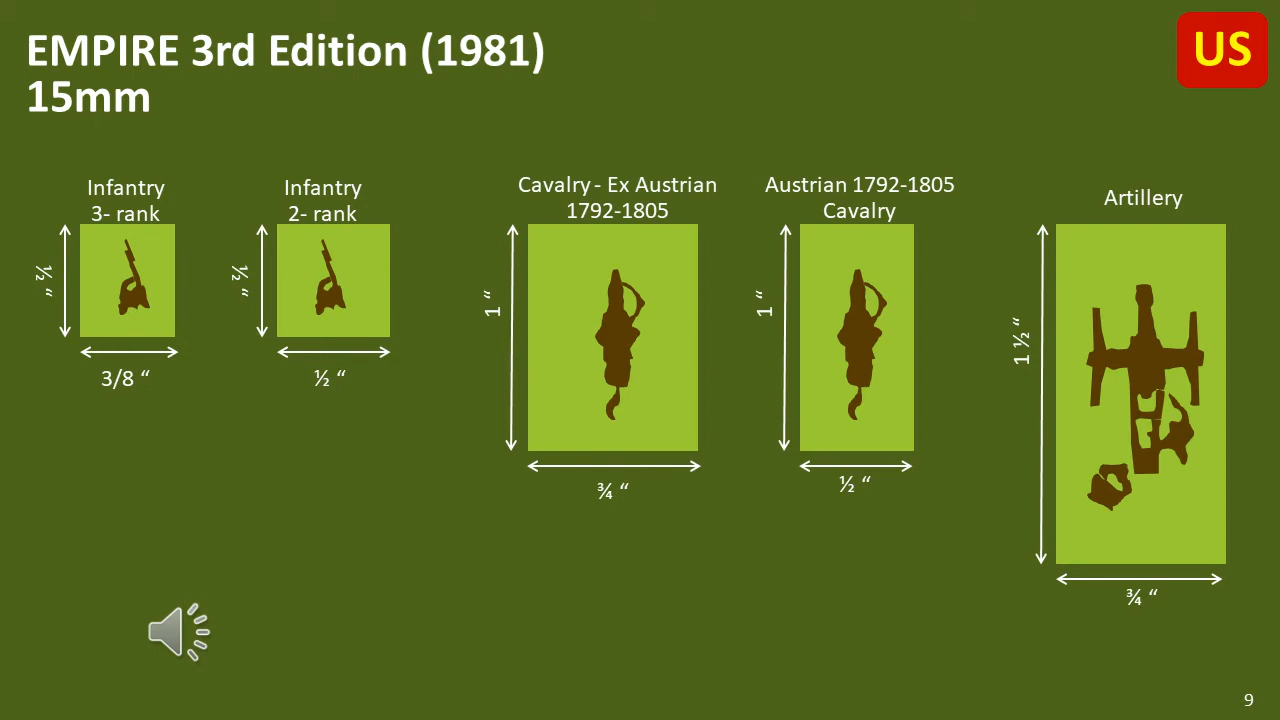 EMPIRE 3rd Edition (1981)
15mm
US
Infantry
3- rank
½ “
3/8 “
Infantry
2- rank
½ “
½ “
Cavalry - Ex Austrian
1792-1805
1 “
¾ “
Austrian 1792-1805
Cavalry
1 “
½ “
Artillery
1 ½ “
¾ “
9